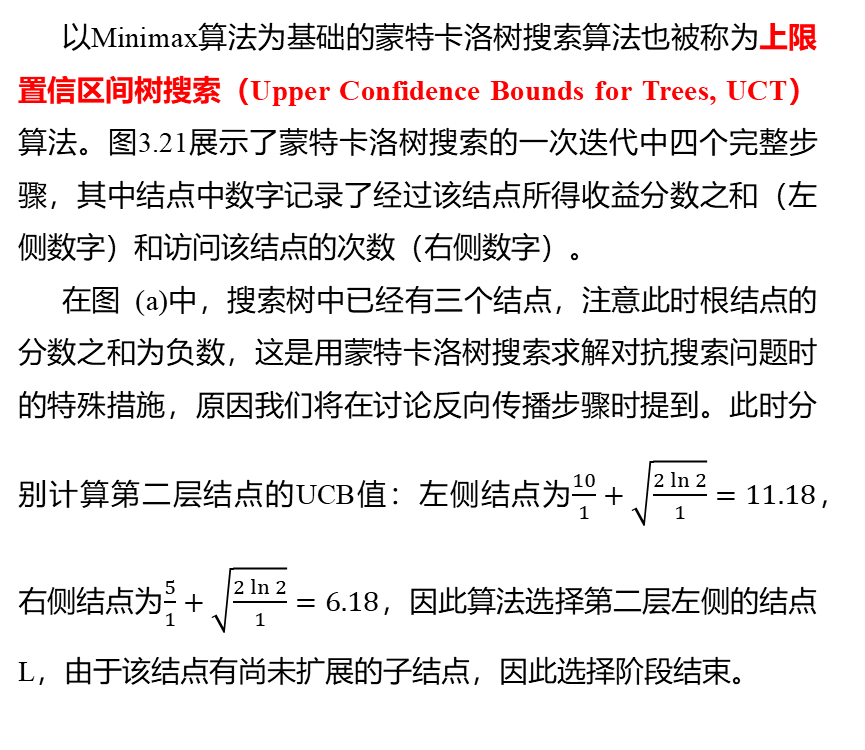 以Minimax算法为基础的蒙特卡洛树搜索算法也被称为上限
置信区间树搜索（Upper Confidence Bounds for Trees, UCT）
算法。图3.21展示了蒙特卡洛树搜索的一次迭代中四个完整步
骤，其中结点中数字记录了经过该结点所得收益分数之和（左
侧数字）和访问该结点的次数（右侧数字）。
在图 (a)中，搜索树中已经有三个结点，注意此时根结点的
分数之和为负数，这是用蒙特卡洛树搜索求解对抗搜索问题时
的特殊措施，原因我们将在讨论反向传播步骤时提到。此时分
别计算第二层结点的UCB值：左侧结点为10/1 + √(2 ln 2/1) = 11.18，
右侧结点为5/1 + √(2 ln 2/1) = 6.18，因此算法选择第二层左侧的结点
L，由于该结点有尚未扩展的子结点，因此选择阶段结束。